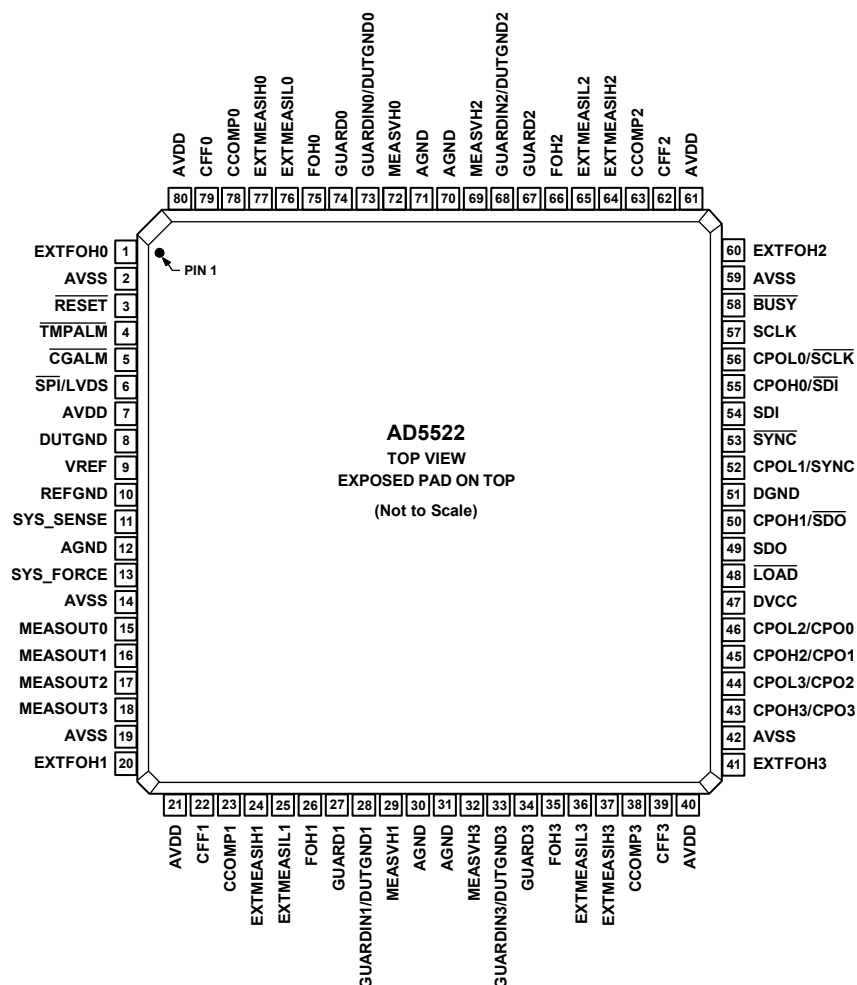 AVDD
CFF0
CCOMP0
EXTMEASIH0
EXTMEASIL0
FOH0
GUARD0
GUARDIN0/DUTGND0
MEASVH0
AGND
AGND
MEASVH2
GUARDIN2/DUTGND2
GUARD2
FOH2
EXTMEASIL2
EXTMEASIH2
CCOMP2
CFF2
AVDD
80 79 78 77 76 75 74 73 72 71 70 69 68 67 66 65 64 63 62 61
EXTFOH0 1
AVSS 2
RESET 3
TMPALM 4
CGALM 5
SPI/LVDS 6
AVDD 7
DUTGND 8
VREF 9
REFGND 10
SYS_SENSE 11
AGND 12
SYS_FORCE 13
AVSS 14
MEASOUT0 15
MEASOUT1 16
MEASOUT2 17
MEASOUT3 18
AVSS 19
EXTFOH1 20
PIN 1
AD5522
TOP VIEW
EXPOSED PAD ON TOP
(Not to Scale)
60 EXTFOH2
59 AVSS
58 BUSY
57 SCLK
56 CPOL0/SCLK
55 CPOH0/SDI
54 SDI
53 SYNC
52 CPOL1/SYNC
51 DGND
50 CPOH1/SDO
49 SDO
48 LOAD
47 DVCC
46 CPOL2/CPO0
45 CPOH2/CPO1
44 CPOL3/CPO2
43 CPOH3/CPO3
42 AVSS
41 EXTFOH3
21 22 23 24 25 26 27 28 29 30 31 32 33 34 35 36 37 38 39 40
AVDD
CFF1
CCOMP1
EXTMEASIH1
EXTMEASIL1
FOH1
GUARD1
GUARDIN1/DUTGND1
MEASVH1
AGND
AGND
MEASVH3
GUARDIN3/DUTGND3
GUARD3
FOH3
EXTMEASIL3
EXTMEASIH3
CCOMP3
CFF3
AVDD